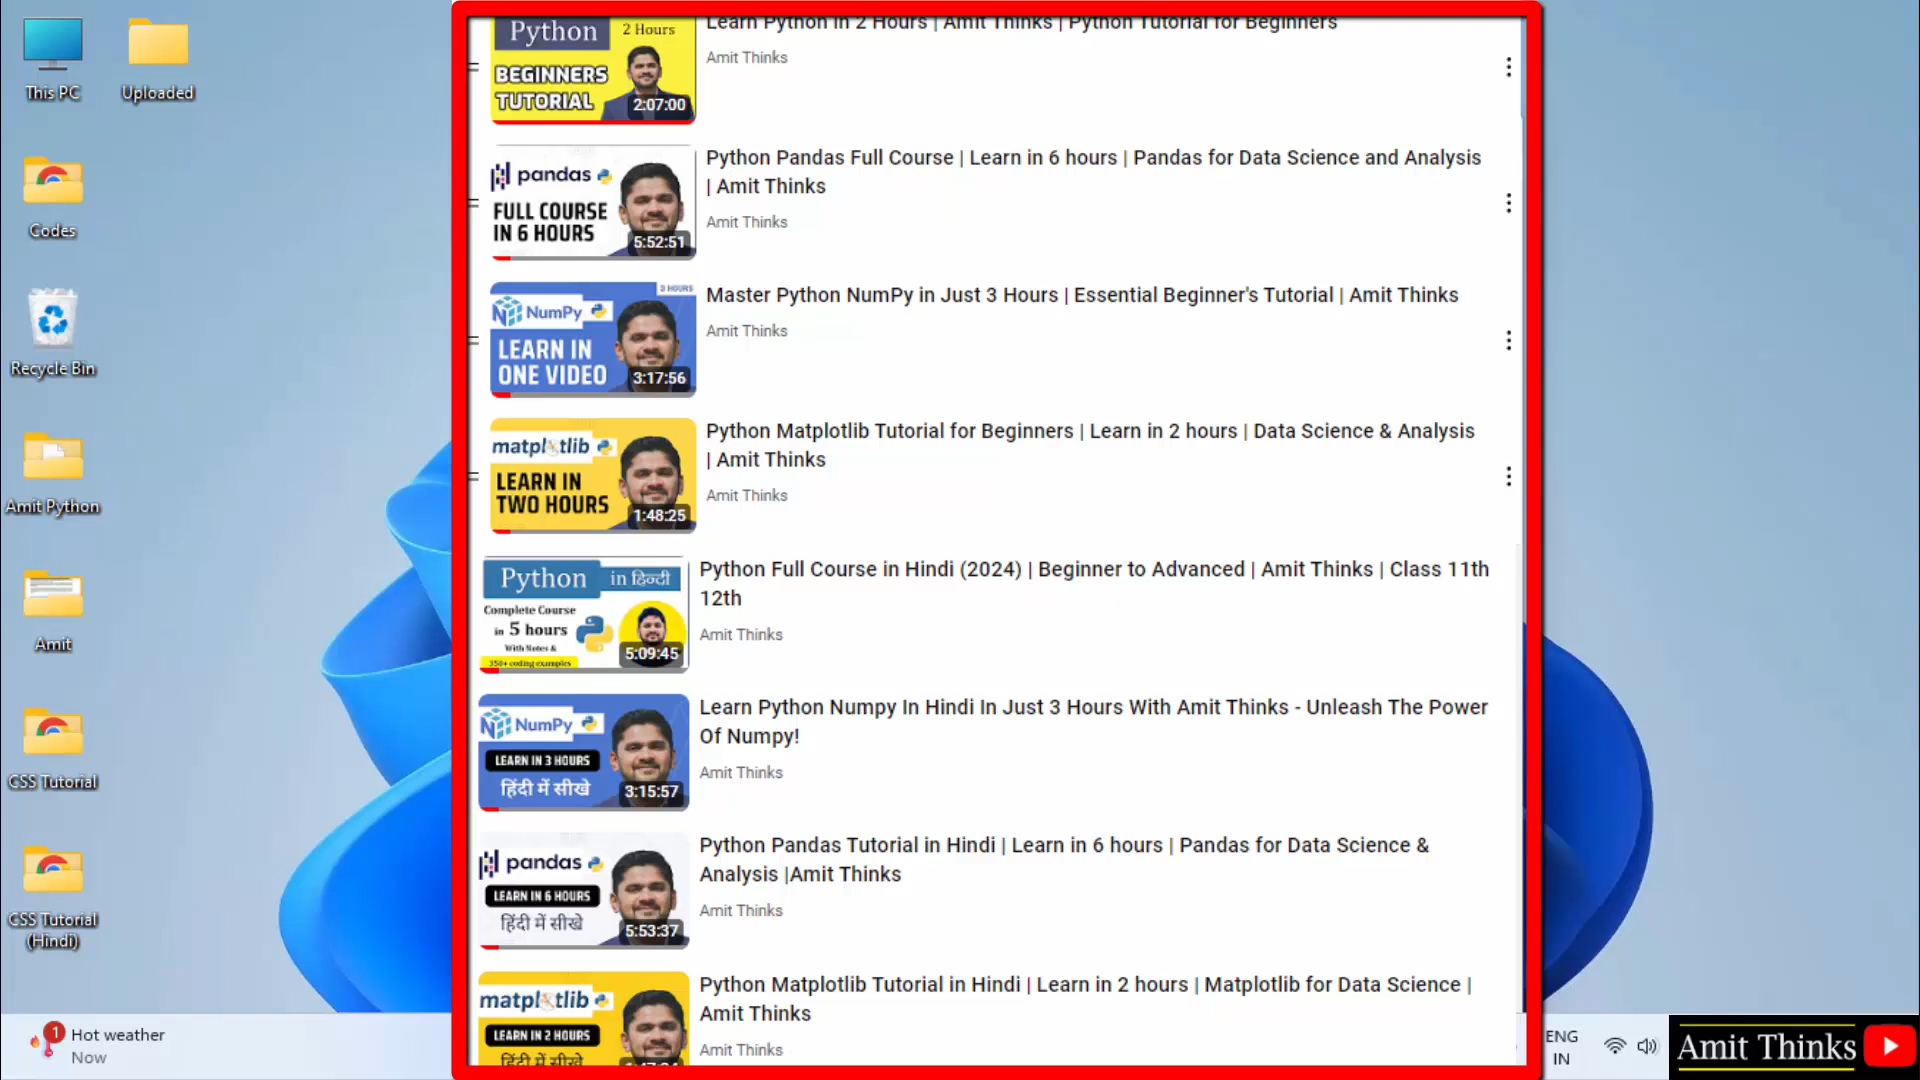 This PC
Uploaded
Codes
Recycle Bin
Amit Python
Amit
CSS Tutorial
CSS Tutorial
(Hindi)
Python
2 Hours
BEGINNERS
TUTORIAL
2:07:00
Learn Python in 2 Hours | Amit Thinks | Python Tutorial for Beginners
Amit Thinks
pandas
FULL COURSE
IN 6 HOURS
5:52:51
Python Pandas Full Course | Learn in 6 hours | Pandas for Data Science and Analysis
| Amit Thinks
Amit Thinks
3 HOURS
NumPy
LEARN IN
ONE VIDEO
3:17:56
Master Python NumPy in Just 3 Hours | Essential Beginner's Tutorial | Amit Thinks
Amit Thinks
matplotlib
LEARN IN
TWO HOURS
1:48:25
Python Matplotlib Tutorial for Beginners | Learn in 2 hours | Data Science & Analysis
| Amit Thinks
Amit Thinks
Python in हिन्दी
Complete Course
in 5 hours
With Notes &
350+ coding examples
5:09:45
Python Full Course in Hindi (2024) | Beginner to Advanced | Amit Thinks | Class 11th
12th
Amit Thinks
NumPy
LEARN IN 3 HOURS
हिंदी में सीखे
3:15:57
Learn Python Numpy In Hindi In Just 3 Hours With Amit Thinks - Unleash The Power
Of Numpy!
Amit Thinks
pandas
LEARN IN 6 HOURS
हिंदी में सीखे
5:53:37
Python Pandas Tutorial in Hindi | Learn in 6 hours | Pandas for Data Science &
Analysis |Amit Thinks
Amit Thinks
matplotlib
LEARN IN 2 HOURS
हिंदी में सीखे
Python Matplotlib Tutorial in Hindi | Learn in 2 hours | Matplotlib for Data Science |
Amit Thinks
Amit Thinks
1
Hot weather
Now
ENG
IN
Amit Thinks